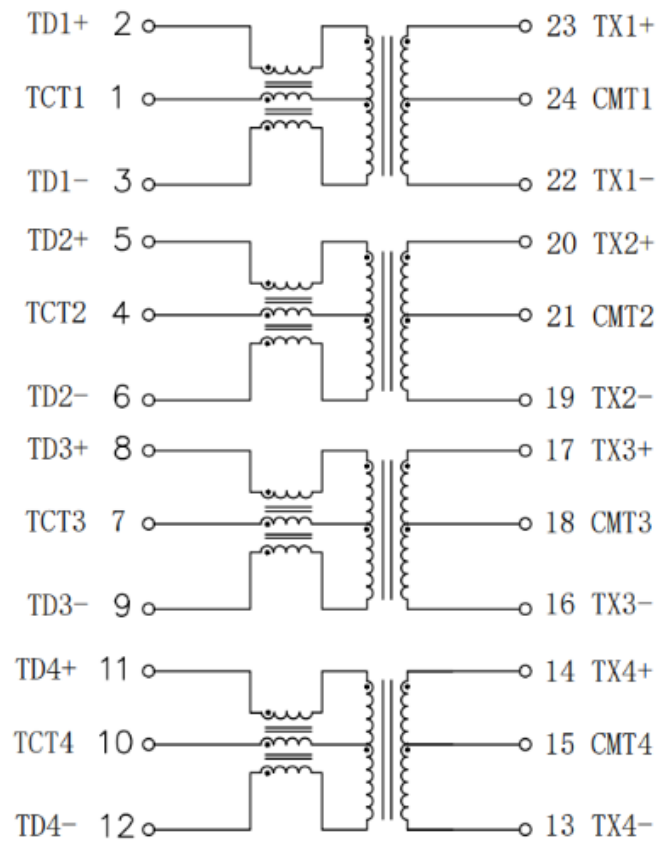 TD1+ 2 23 TX1+
TCT1 1 24 CMT1
TD1- 3 22 TX1-
TD2+ 5 20 TX2+
TCT2 4 21 CMT2
TD2- 6 19 TX2-
TD3+ 8 17 TX3+
TCT3 7 18 CMT3
TD3- 9 16 TX3-
TD4+ 11 14 TX4+
TCT4 10 15 CMT4
TD4- 12 13 TX4-